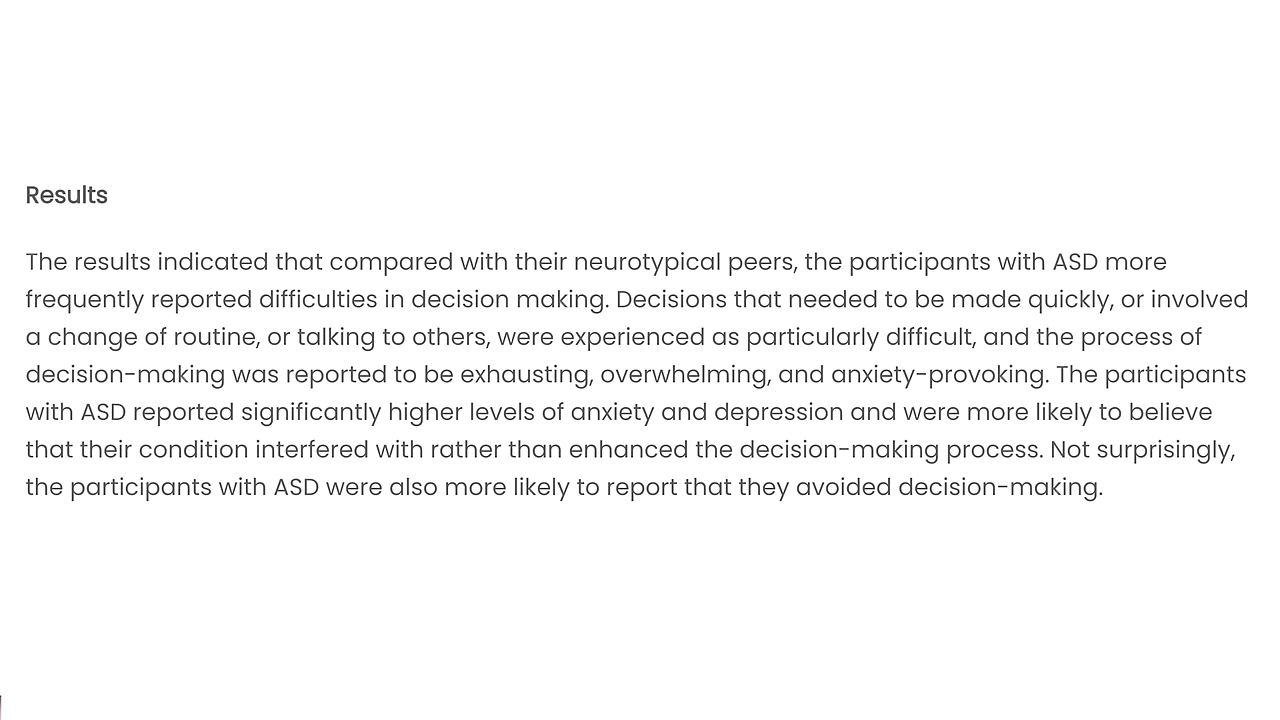 Results
The results indicated that compared with their neurotypical peers, the participants with ASD more
frequently reported difficulties in decision making. Decisions that needed to be made quickly, or involved
a change of routine, or talking to others, were experienced as particularly difficult, and the process of
decision-making was reported to be exhausting, overwhelming, and anxiety-provoking. The participants
with ASD reported significantly higher levels of anxiety and depression and were more likely to believe
that their condition interfered with rather than enhanced the decision-making process. Not surprisingly,
the participants with ASD were also more likely to report that they avoided decision-making.